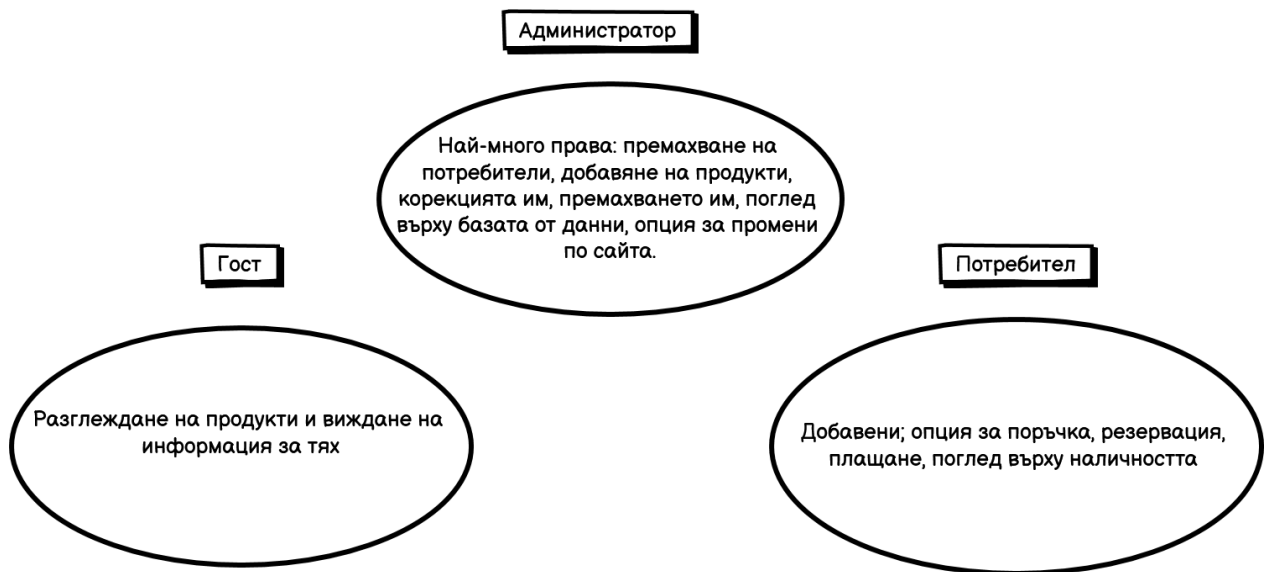 Администратор
Най-много права: премахване на
потребители, добавяне на продукти,
корекцията им, премахването им, поглед
върху базата от данни, опция за промени
по сайта.
Гост
Разглеждане на продукти и виждане на
информация за тях
Потребител
Добавени; опция за поръчка, резервация,
плащане, поглед върху наличността